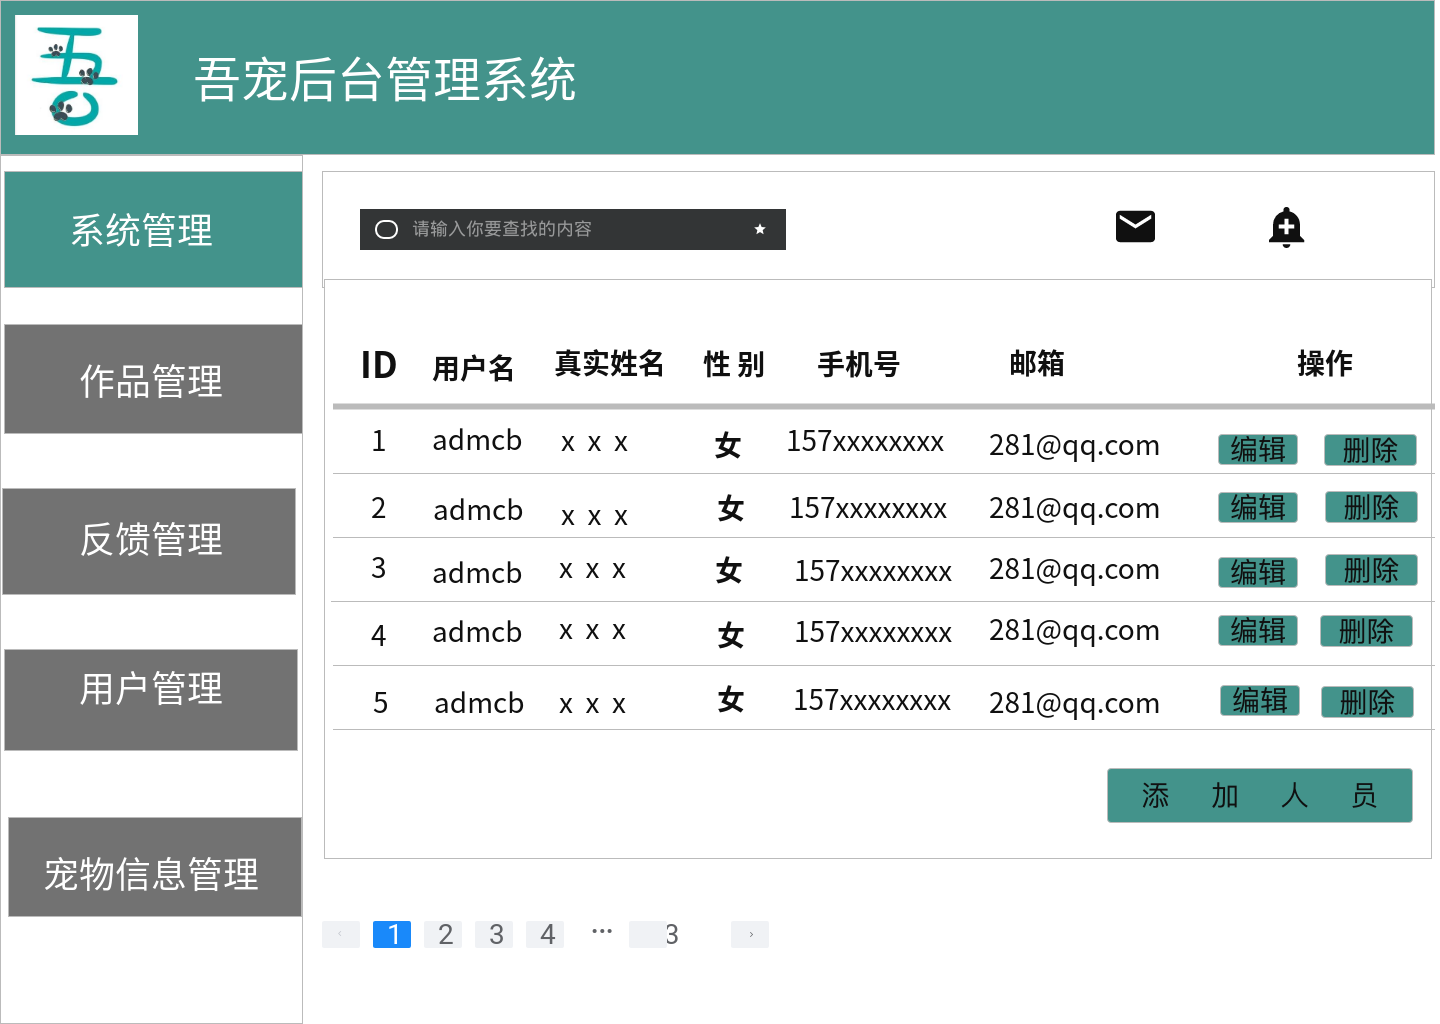 吾
吾宠后台管理系统
系统管理
作品管理
反馈管理
用户管理
宠物信息管理
请输入你要查找的内容
ID 用户名 真实姓名 性 别 手机号 邮箱 操作
1 admcb x x x 女 157xxxxxxxx 281@qq.com 编辑 删除
2 admcb x x x 女 157xxxxxxxx 281@qq.com 编辑 删除
3 admcb x x x 女 157xxxxxxxx 281@qq.com 编辑 删除
4 admcb x x x 女 157xxxxxxxx 281@qq.com 编辑 删除
5 admcb x x x 女 157xxxxxxxx 281@qq.com 编辑 删除
添 加 人 员
‹ 1 2 3 4 ··· 3 ›